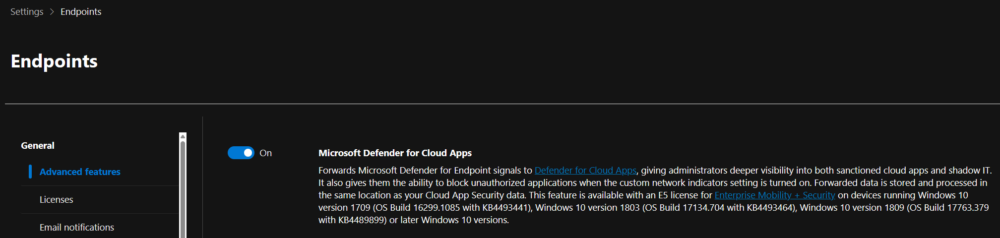 Settings > Endpoints
Endpoints
General
Advanced features
Licenses
Email notifications
On
Microsoft Defender for Cloud Apps
Forwards Microsoft Defender for Endpoint signals to Defender for Cloud Apps, giving administrators deeper visibility into both sanctioned cloud apps and shadow IT.
It also gives them the ability to block unauthorized applications when the custom network indicators setting is turned on. Forwarded data is stored and processed in
the same location as your Cloud App Security data. This feature is available with an E5 license for Enterprise Mobility + Security on devices running Windows 10
version 1709 (OS Build 16299.1085 with KB4493441), Windows 10 version 1803 (OS Build 17134.704 with KB4493464), Windows 10 version 1809 (OS Build 17763.379
with KB4489899) or later Windows 10 versions.